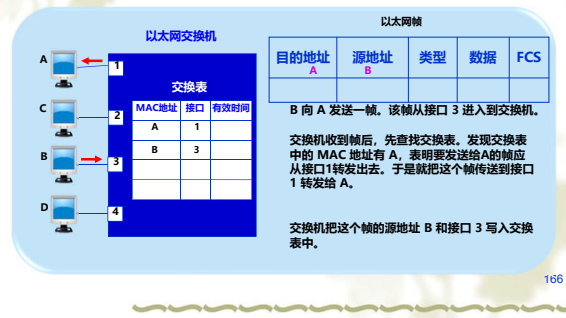 以太网帧
以太网交换机
目的地址 源地址 类型 数据 FCS
A B
A
1
交换表
MAC地址 接口 有效时间
A 1
B 3
C
2
B
3
D
4
B 向 A 发送一帧。该帧从接口 3 进入到交换机。
交换机收到帧后，先查找交换表。发现交换表
中的 MAC 地址有 A，表明要发送给A的帧应
从接口1转发出去。于是就把这个帧传送到接口
1 转发给 A。
交换机把这个帧的源地址 B 和接口 3 写入交换
表中。
166